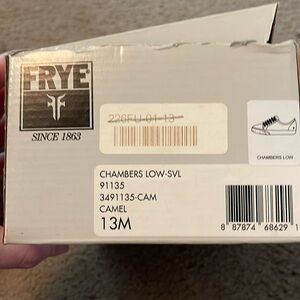 FRYE
SINCE 1863
226FU-01-13
CHAMBERS LOW
CHAMBERS LOW-SVL
91135
3491135-CAM
CAMEL
13M
8 87874 68629